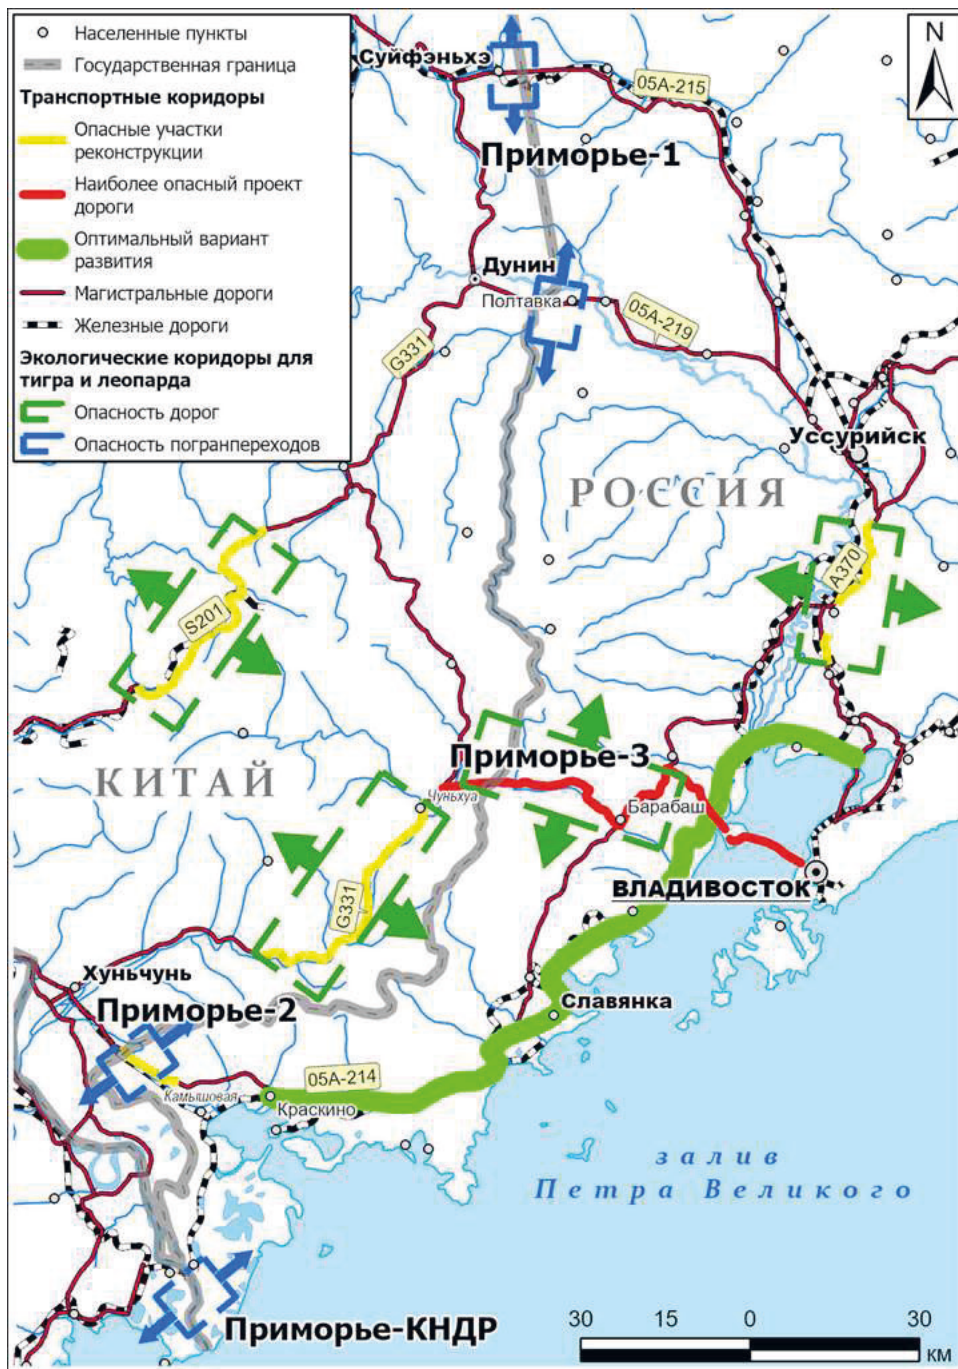 Населенные пункты
Государственная граница
Транспортные коридоры
Опасные участки
реконструкции
Наиболее опасный проект
дороги
Оптимальный вариант
развития
Магистральные дороги
Железные дороги
Экологические коридоры для
тигра и леопарда
Опасность дорог
Опасность погранпереходов
N
Суйфэньхэ
05А-215
Приморье-1
Дунин
Полтавка
05А-219
G331
Уссурийск
РОССИЯ
А370
S201
КИТАЙ
Приморье-3
Чуньхуа
Барабаш
ВЛАДИВОСТОК
G331
Хуньчунь
Славянка
Приморье-2
05А-214
Камышовая
Краскино
залив
Петра Великого
Приморье-КНДР
30 15 0 30
км